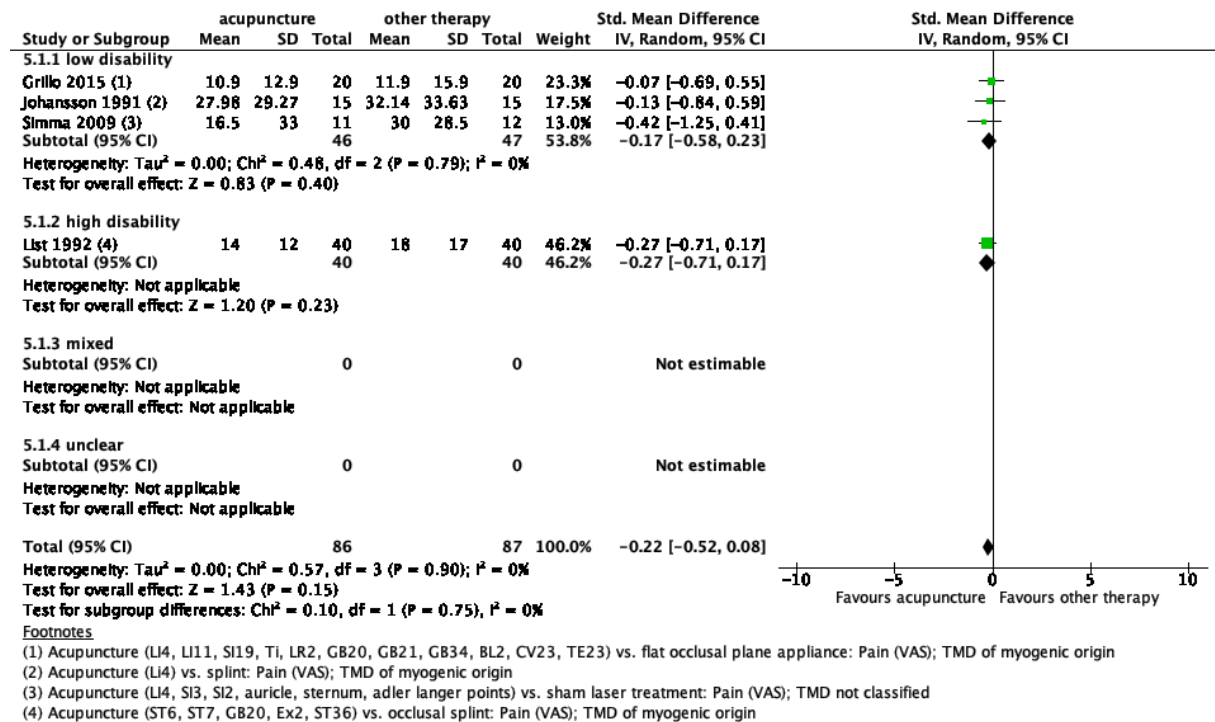 acupuncture other therapy Std. Mean Difference Std. Mean Difference
Study or Subgroup Mean SD Total Mean SD Total Weight IV, Random, 95% CI IV, Random, 95% CI
5.1.1 low disability
Grillo 2015 (1) 10.9 12.9 20 11.9 15.9 20 23.3% −0.07 [−0.69, 0.55]
Johansson 1991 (2) 27.98 29.27 15 32.14 33.63 15 17.5% −0.13 [−0.84, 0.59]
Simma 2009 (3) 16.5 33 11 30 28.5 12 13.0% −0.42 [−1.25, 0.41]
Subtotal (95% CI) 46 47 53.8% −0.17 [−0.58, 0.23]
Heterogeneity: Tau² = 0.00; Chi² = 0.48, df = 2 (P = 0.79); I² = 0%
Test for overall effect: Z = 0.83 (P = 0.40)
5.1.2 high disability
List 1992 (4) 14 12 40 18 17 40 46.2% −0.27 [−0.71, 0.17]
Subtotal (95% CI) 40 40 46.2% −0.27 [−0.71, 0.17]
Heterogeneity: Not applicable
Test for overall effect: Z = 1.20 (P = 0.23)
5.1.3 mixed
Subtotal (95% CI) 0 0 Not estimable
Heterogeneity: Not applicable
Test for overall effect: Not applicable
5.1.4 unclear
Subtotal (95% CI) 0 0 Not estimable
Heterogeneity: Not applicable
Test for overall effect: Not applicable
Total (95% CI) 86 87 100.0% −0.22 [−0.52, 0.08]
Heterogeneity: Tau² = 0.00; Chi² = 0.57, df = 3 (P = 0.90); I² = 0%
Test for overall effect: Z = 1.43 (P = 0.15)
Test for subgroup differences: Chi² = 0.10, df = 1 (P = 0.75), I² = 0%
−10 −5 0 5 10
Favours acupuncture Favours other therapy
Footnotes
(1) Acupuncture (LI4, LI11, SI19, Ti, LR2, GB20, GB21, GB34, BL2, CV23, TE23) vs. flat occlusal plane appliance: Pain (VAS); TMD of myogenic origin
(2) Acupuncture (Li4) vs. splint: Pain (VAS); TMD of myogenic origin
(3) Acupuncture (LI4, SI3, SI2, auricle, sternum, adler langer points) vs. sham laser treatment: Pain (VAS); TMD not classified
(4) Acupuncture (ST6, ST7, GB20, Ex2, ST36) vs. occlusal splint: Pain (VAS); TMD of myogenic origin